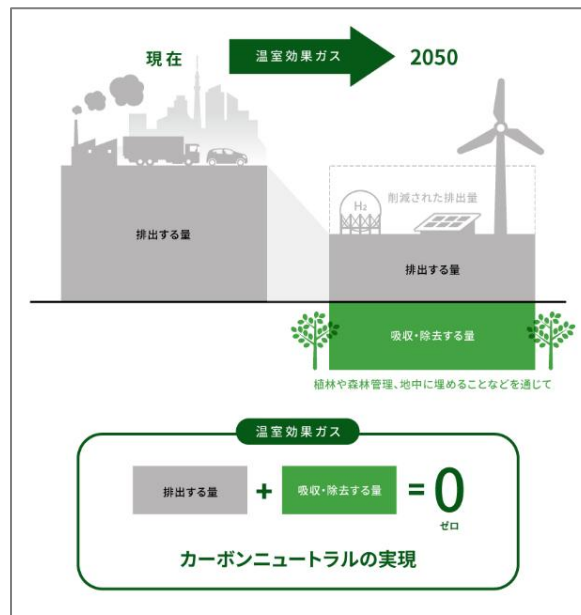 現在
温室効果ガス
2050
H₂
削減された排出量
排出する量
排出する量
吸収・除去する量
植林や森林管理、地中に埋めることなどを通じて
温室効果ガス
排出する量 + 吸収・除去する量 = 0
ゼロ
カーボンニュートラルの実現